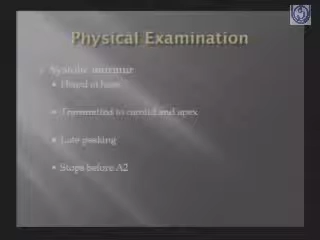 Physical Examination
Systolic murmur
Heard at base
Transmitted to carotid and apex
Late peaking
Stops before A2